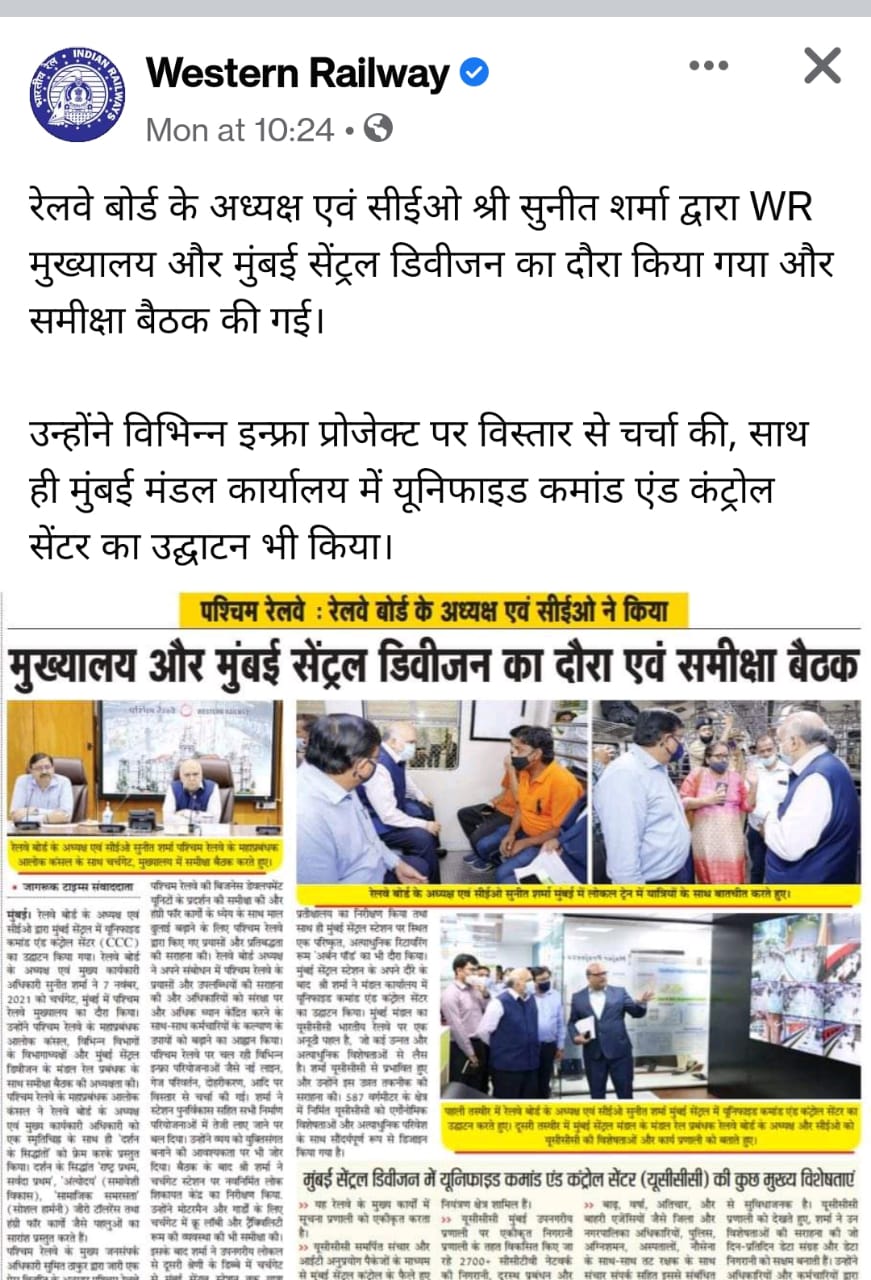 Western Railway
Mon at 10:24
रेलवे बोर्ड के अध्यक्ष एवं सीईओ श्री सुनीत शर्मा द्वारा WR
मुख्यालय और मुंबई सेंट्रल डिवीजन का दौरा किया गया और
समीक्षा बैठक की गई।
उन्होंने विभिन्न इन्फ्रा प्रोजेक्ट पर विस्तार से चर्चा की, साथ
ही मुंबई मंडल कार्यालय में यूनिफाइड कमांड एंड कंट्रोल
सेंटर का उद्घाटन भी किया।
पश्चिम रेलवे : रेलवे बोर्ड के अध्यक्ष एवं सीईओ ने किया
मुख्यालय और मुंबई सेंट्रल डिवीजन का दौरा एवं समीक्षा बैठक
पश्चिम रेलवे WESTERN RAILWAY
रेलवे बोर्ड के अध्यक्ष एवं सीईओ सुनीत शर्मा पश्चिम रेलवे के महाप्रबंधक
आलोक कंसल के साथ चर्चगेट, मुख्यालय में समीक्षा बैठक करते हुए।
रेलवे बोर्ड के अध्यक्ष एवं सीईओ सुनीत शर्मा मुंबई में लोकल ट्रेन में यात्रियों के साथ बातचीत करते हुए।
जागरूक टाइम्स संवाददाता
मुंबई। रेलवे बोर्ड के अध्यक्ष एवं
सीईओ द्वारा मुंबई सेंट्रल में यूनिफाइड
कमांड एंड कंट्रोल सेंटर (CCC)
का उद्घाटन किया गया। रेलवे बोर्ड
के अध्यक्ष एवं मुख्य कार्यकारी
अधिकारी सुनीत शर्मा ने 7 नवंबर,
2021 को चर्चगेट, मुंबई में पश्चिम
रेलवे मुख्यालय का दौरा किया।
उन्होंने पश्चिम रेलवे के महाप्रबंधक
आलोक कंसल, विभिन्न विभागों
के विभागाध्यक्षों और मुंबई सेंट्रल
डिवीजन के मंडल रेल प्रबंधक के
साथ समीक्षा बैठक की अध्यक्षता की।
पश्चिम रेलवे के महाप्रबंधक आलोक
कंसल ने रेलवे बोर्ड के अध्यक्ष
एवं मुख्य कार्यकारी अधिकारी को
एक स्मृतिचिह्न के साथ ही 'दर्शन
के सिद्धांतों' को फ्रेम करके प्रस्तुत
किया। दर्शन के सिद्धांत 'राष्ट्र प्रथम,
सर्वदा प्रथम', 'अंत्योदय' (समावेशी
विकास), 'सामाजिक समरसता'
(सोशल हार्मनी) जीरो टॉलरेंस तथा
हंग्री फॉर कार्गो जैसे पहलुओं का
सारांश प्रस्तुत करते है।
पश्चिम रेलवे के मुख्य जनसंपर्क
अधिकारी सुमित ठाकुर द्वारा जारी एक
पश्चिम रेलवे की बिजनेस डेवलपमेंट
यूनिटों के प्रदर्शन की समीक्षा की और
हंग्री फॉर कार्गो के ध्येय के साथ माल
ढुलाई बढ़ाने के लिए पश्चिम रेलवे
द्वारा किए गए प्रयासों और प्रतिबद्धता
की सराहना की। रेलवे बोर्ड अध्यक्ष
ने अपने संबोधन में पश्चिम रेलवे के
प्रयासों और उपलब्धियों की सराहना
की और अधिकारियों को संरक्षा पर
और अधिक ध्यान केंद्रित करने के
साथ-साथ कर्मचारियों के कल्याण के
उपायों को बढ़ाने का आह्वान किया।
पश्चिम रेलवे पर चल रही विभिन्न
इन्फ्रा परियोजनाओं जैसे नई लाइन,
गेज परिवर्तन, दोहरीकरण, आदि पर
विस्तार से चर्चा की गई। शर्मा ने
स्टेशन पुनर्विकास सहित सभी निर्माण
परियोजनाओं में तेजी लाए जाने पर
बल दिया। उन्होंने व्यय को युक्तिसंगत
बनाने की आवश्यकता पर भी जोर
दिया। बैठक के बाद श्री शर्मा ने
चर्चगेट स्टेशन पर नवनिर्मित लोक
शिकायत केंद्र का निरीक्षण किया।
उन्होंने मोटरमैन और गार्डों के लिए
चर्चगेट में क्रू लॉबी और ट्रैक्विलिटी
रूम की व्यवस्था की भी समीक्षा की।
इसके बाद शर्मा ने उपनगरीय लोकल
से दूसरी श्रेणी के डिब्बे में चर्चगेट
से मुंबई सेंट्रल स्टेशन तक यात्रा
प्रतीक्षालय का निरीक्षण किया तथा
साथ ही मुंबई सेंट्रल स्टेशन पर स्थित
एक परिष्कृत, अत्याधुनिक रिटायरिंग
रूम 'अर्बन पॉड' का भी दौरा किया।
मुंबई सेंट्रल स्टेशन के अपने दौरे के
बाद श्री शर्मा ने मंडल कार्यालय में
यूनिफाइड कमांड एंड कंट्रोल सेंटर
का उद्घाटन किया। मुंबई मंडल का
यूसीसीसी भारतीय रेलवे पर एक
अनूठी पहल है, जो कई उन्नत और
अत्याधुनिक विशेषताओं से लैस
है। शर्मा यूसीसीसी से प्रभावित हुए
और उन्होंने इस उन्नत तकनीक की
सराहना की। 587 वर्गमीटर के क्षेत्र
में निर्मित यूसीसीसी को एर्गोनॉमिक
विशेषताओं और अत्याधुनिक परिवेश
के साथ सौंदर्यपूर्ण रूप से डिजाइन
किया गया है।
पहली तस्वीर में रेलवे बोर्ड के अध्यक्ष एवं सीईओ सुनीत शर्मा मुंबई सेंट्रल में यूनिफाइड कमांड एंड कंट्रोल सेंटर का
उद्घाटन करते हुए। दूसरी तस्वीर में मुंबई सेंट्रल मंडल के मंडल रेल प्रबंधक रेलवे बोर्ड के अध्यक्ष और सीईओ को
यूसीसीसी की विशेषताओं और कार्य प्रणाली को बताते हुए।
मुंबई सेंट्रल डिवीजन में यूनिफाइड कमांड एंड कंट्रोल सेंटर (यूसीसीसी) की कुछ मुख्य विशेषताएं
>> यह रेलवे के मुख्य कार्यों में
सूचना प्रणाली को एकीकृत करता
है।
>> यूसीसीसी समर्पित संचार और
आईटी अनुप्रयोग पैकेजों के माध्यम
से मुंबई सेंट्रल कंट्रोल के फैले हुए
नियंत्रण क्षेत्र शामिल हैं।
>> यूसीसीसी मुंबई उपनगरीय
प्रणाली पर एकीकृत निगरानी
प्रणाली के तहत विकसित किए जा
रहे 2700+ सीसीटीवी नेटवर्क
की निगरानी, दूरस्थ प्रबंधन और
>> बाढ़, वर्षा, अतिचार, और
बाहरी एजेंसियों जैसे जिला और
नगरपालिका अधिकारियों, पुलिस,
अग्निशमन, अस्पतालों, नौसेना
के साथ-साथ तट रक्षक के साथ
संचार संपर्क सहित इससे संबंधित
से सुविधाजनक है। यूसीसीसी
प्रणाली को देखते हुए, शर्मा ने उन
विशेषताओं की सराहना की जो
दिन-प्रतिदिन डेटा संग्रह और डेटा
निगरानी को सक्षम बनाती हैं। उन्होंने
अधिकारियों और कर्मचारियों द्वारा